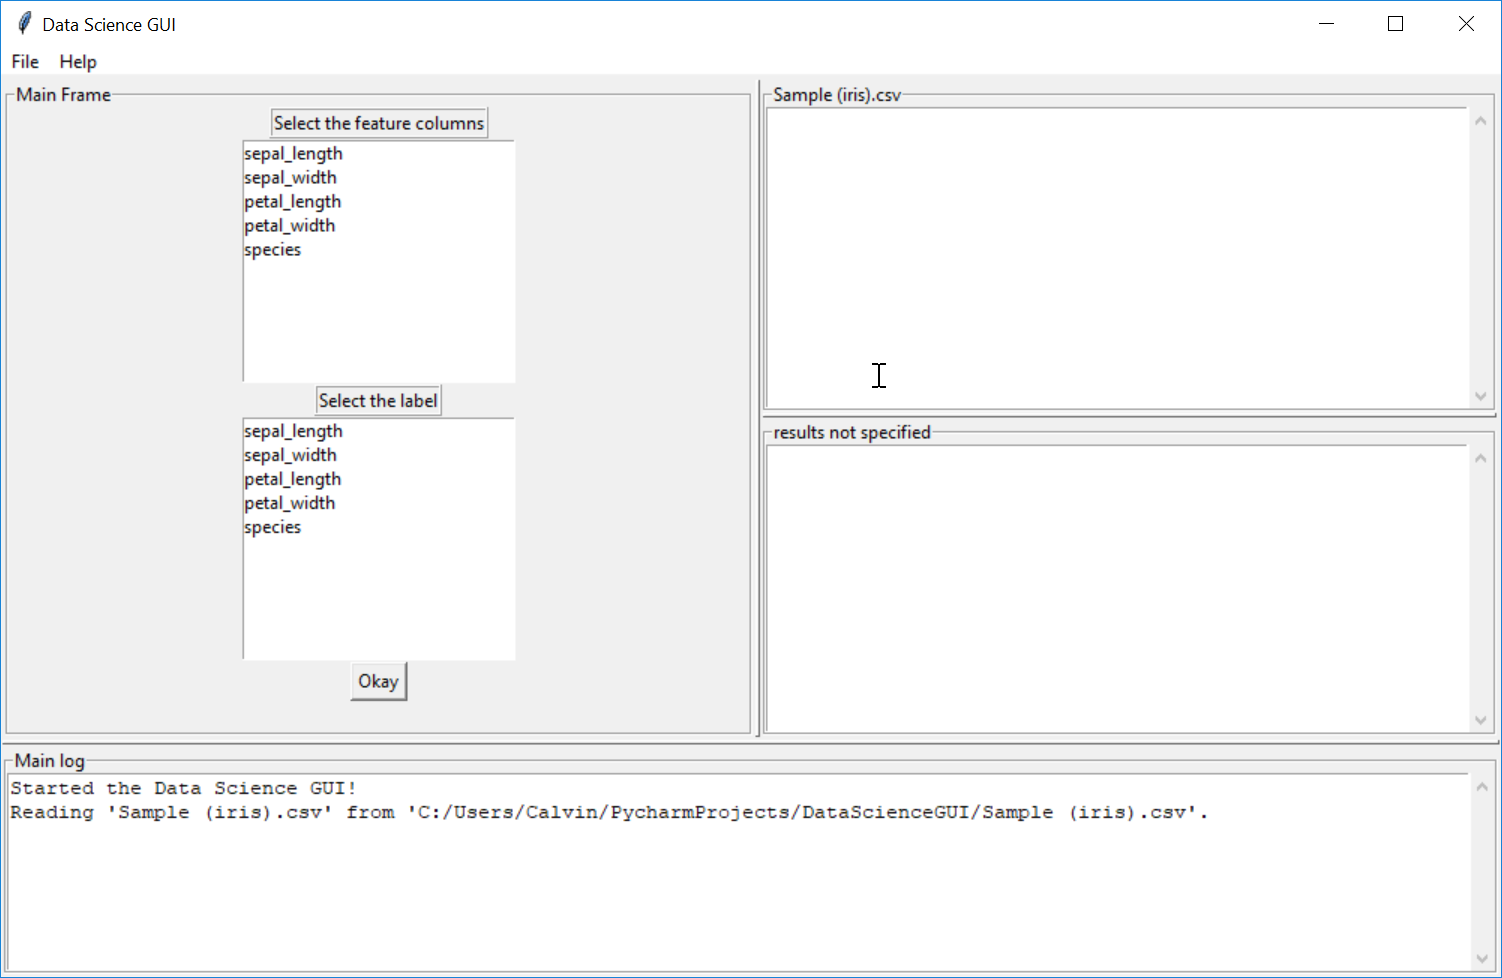 Data Science GUI
File Help
Main Frame
Select the feature columns
sepal_length
sepal_width
petal_length
petal_width
species
Select the label
sepal_length
sepal_width
petal_length
petal_width
species
Okay
Sample (iris).csv
results not specified
Main log
Started the Data Science GUI!
Reading 'Sample (iris).csv' from 'C:/Users/Calvin/PycharmProjects/DataScienceGUI/Sample (iris).csv'.